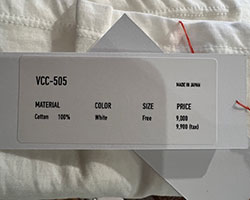 VCC-505
MADE IN JAPAN
MATERIAL COLOR SIZE PRICE
Cotton 100% White Free 9,000
9,900 (tax)